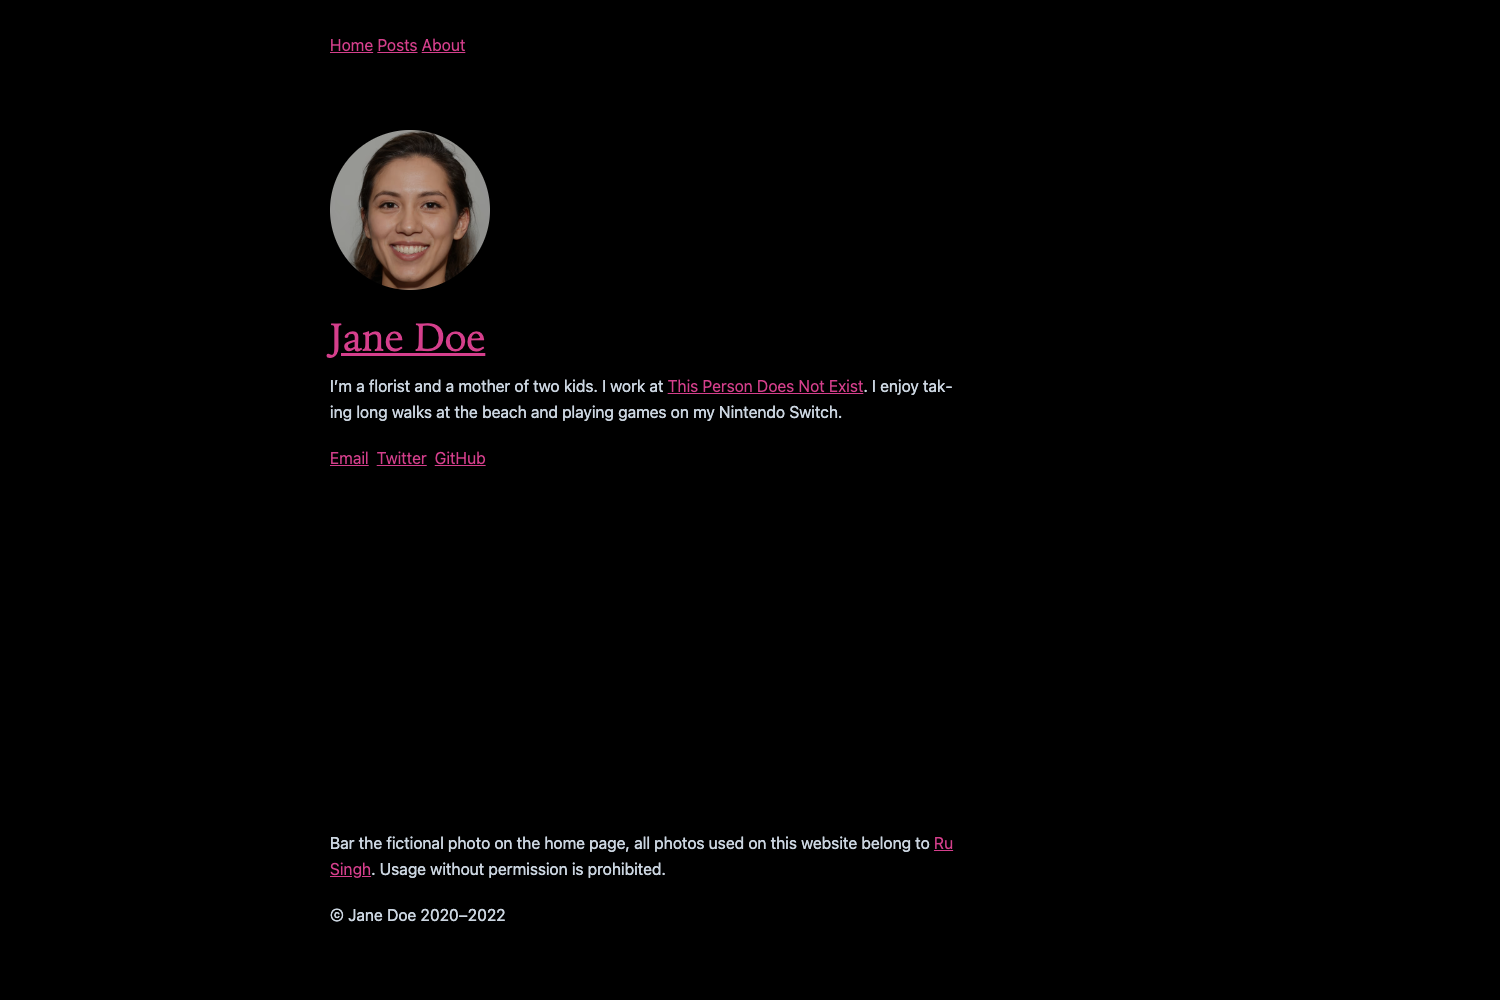 Home Posts About
Jane Doe
I’m a florist and a mother of two kids. I work at This Person Does Not Exist. I enjoy tak-
ing long walks at the beach and playing games on my Nintendo Switch.
Email Twitter GitHub
Bar the fictional photo on the home page, all photos used on this website belong to Ru
Singh. Usage without permission is prohibited.
© Jane Doe 2020–2022